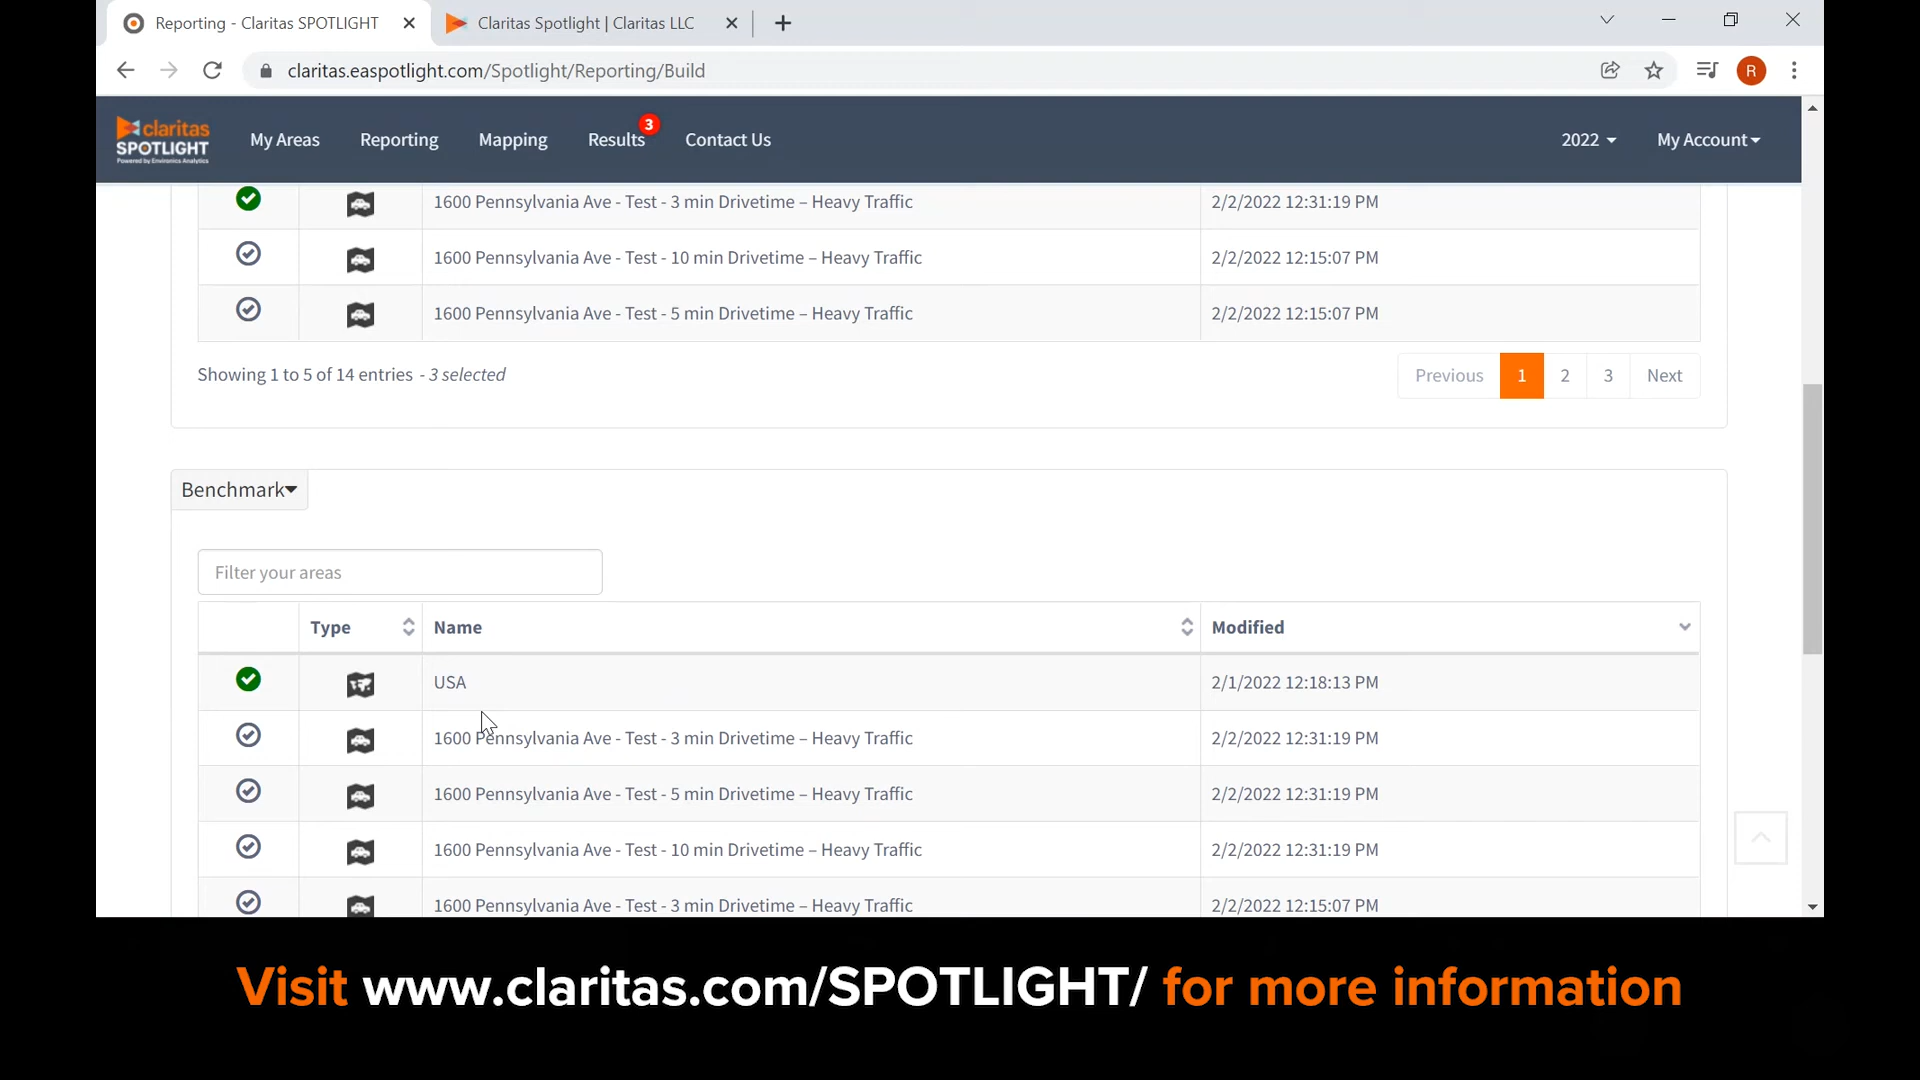 Reporting - Claritas SPOTLIGHT
Claritas Spotlight | Claritas LLC
claritas.easpotlight.com/Spotlight/Reporting/Build
R
claritas
SPOTLIGHT
Powered by Environics Analytics
My Areas
Reporting
Mapping
Results
3
Contact Us
2022
My Account
1600 Pennsylvania Ave - Test - 3 min Drivetime – Heavy Traffic 2/2/2022 12:31:19 PM
1600 Pennsylvania Ave - Test - 10 min Drivetime – Heavy Traffic 2/2/2022 12:15:07 PM
1600 Pennsylvania Ave - Test - 5 min Drivetime – Heavy Traffic 2/2/2022 12:15:07 PM
Showing 1 to 5 of 14 entries - 3 selected
Previous 1 2 3 Next
Benchmark
Filter your areas
Type Name Modified
USA 2/1/2022 12:18:13 PM
1600 Pennsylvania Ave - Test - 3 min Drivetime – Heavy Traffic 2/2/2022 12:31:19 PM
1600 Pennsylvania Ave - Test - 5 min Drivetime – Heavy Traffic 2/2/2022 12:31:19 PM
1600 Pennsylvania Ave - Test - 10 min Drivetime – Heavy Traffic 2/2/2022 12:31:19 PM
1600 Pennsylvania Ave - Test - 3 min Drivetime – Heavy Traffic 2/2/2022 12:15:07 PM
Visit www.claritas.com/SPOTLIGHT/ for more information